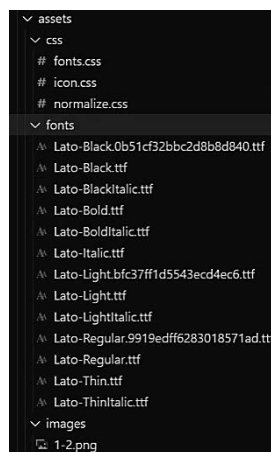 assets
css
# fonts.css
# icon.css
# normalize.css
fonts
Lato-Black.0b51cf32bbc2d8b8d840.ttf
Lato-Black.ttf
Lato-BlackItalic.ttf
Lato-Bold.ttf
Lato-BoldItalic.ttf
Lato-Italic.ttf
Lato-Light.bfc37ff1d5543ecd4ec6.ttf
Lato-Light.ttf
Lato-LightItalic.ttf
Lato-Regular.9919edff6283018571ad.tt
Lato-Regular.ttf
Lato-Thin.ttf
Lato-ThinItalic.ttf
images
1-2.png